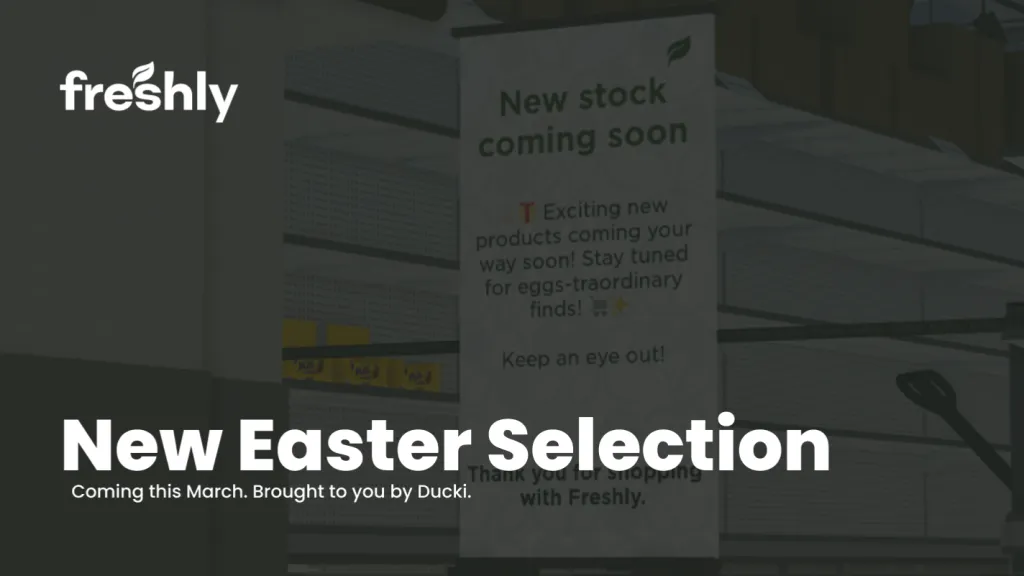 freshly
New stock
coming soon
Exciting new
products coming your
way soon! Stay tuned
for eggs-traordinary
finds! 🛒✨
Keep an eye out!
New Easter Selection
Thank you for shopping
Coming this March. Brought to you by Ducki.
with Freshly.